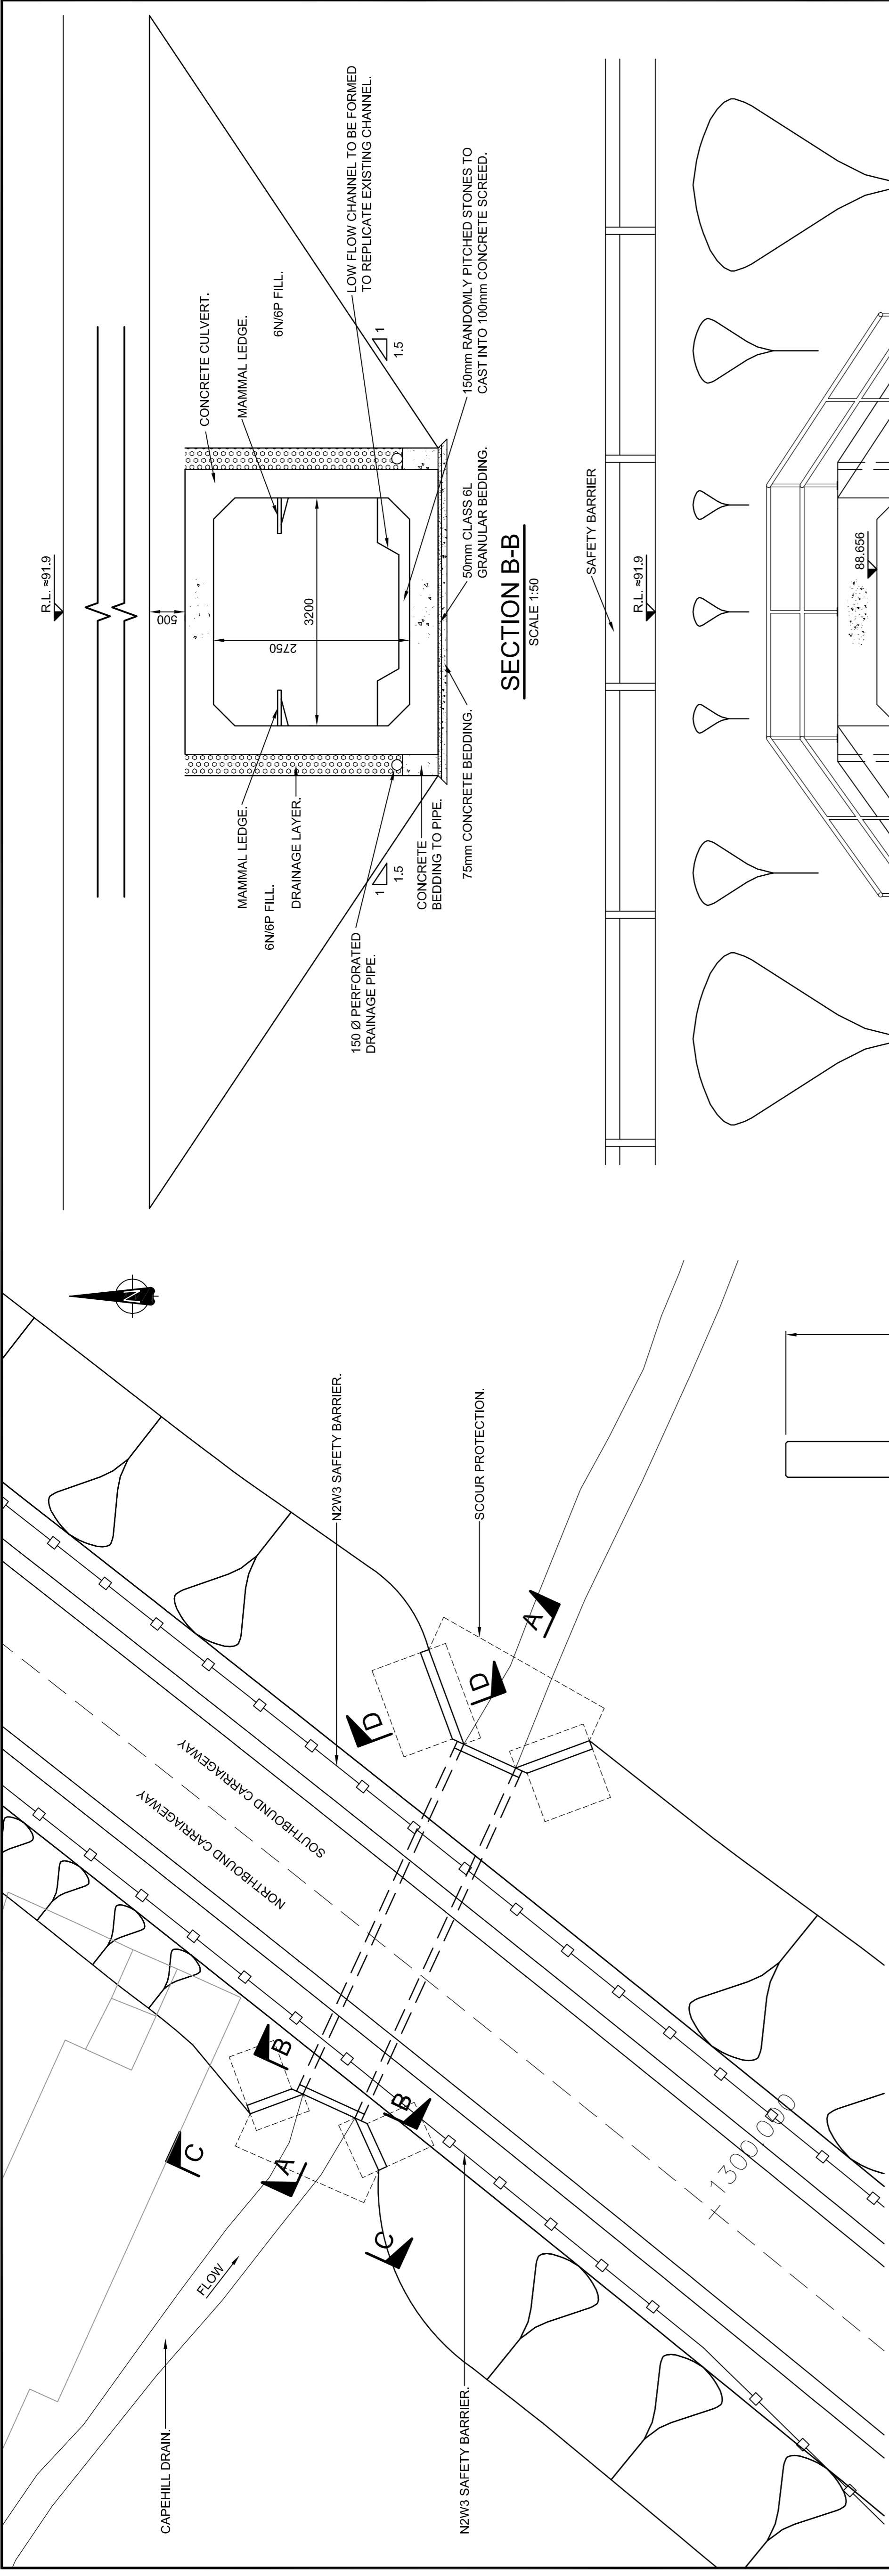 CAPEHILL DRAIN.
FLOW
N2W3 SAFETY BARRIER.
C
C
A
B
B
NORTHBOUND CARRIAGEWAY
SOUTHBOUND CARRIAGEWAY
1300.000
D
D
A
N2W3 SAFETY BARRIER.
SCOUR PROTECTION.
N
R.L. ≈91.9
500
CONCRETE CULVERT.
MAMMAL LEDGE.
6N/6P FILL.
LOW FLOW CHANNEL TO BE FORMED
TO REPLICATE EXISTING CHANNEL.
1
1.5
150mm RANDOMLY PITCHED STONES TO
CAST INTO 100mm CONCRETE SCREED.
50mm CLASS 6L
GRANULAR BEDDING.
2750
3200
MAMMAL LEDGE.
6N/6P FILL.
DRAINAGE LAYER.
150 Ø PERFORATED
DRAINAGE PIPE.
1
1.5
CONCRETE
BEDDING TO PIPE.
75mm CONCRETE BEDDING.
SECTION B-B
SCALE 1:50
SAFETY BARRIER
R.L. ≈91.9
88.656